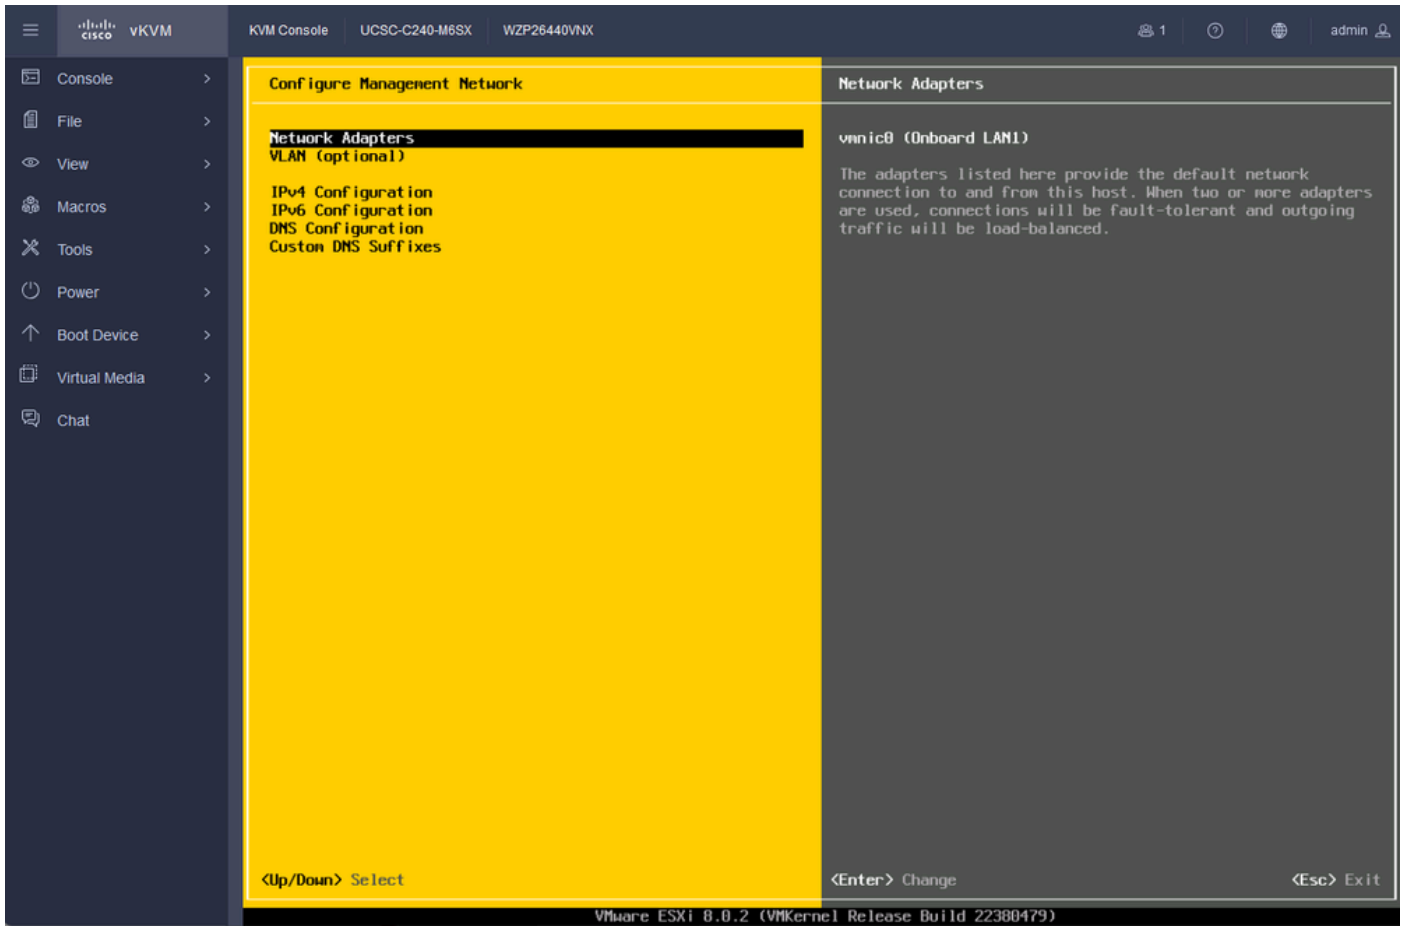 cisco vKVM KVM Console UCSC-C240-M6SX WZP26440VNX 1 admin
Console
File
View
Macros
Tools
Power
Boot Device
Virtual Media
Chat
Configure Management Network
Network Adapters
VLAN (optional)
IPv4 Configuration
IPv6 Configuration
DNS Configuration
Custom DNS Suffixes
<Up/Down> Select
Network Adapters
vmnic0 (Onboard LAN1)
The adapters listed here provide the default network
connection to and from this host. When two or more adapters
are used, connections will be fault-tolerant and outgoing
traffic will be load-balanced.
<Enter> Change <Esc> Exit
VMware ESXi 8.0.2 (VMKernel Release Build 22380479)